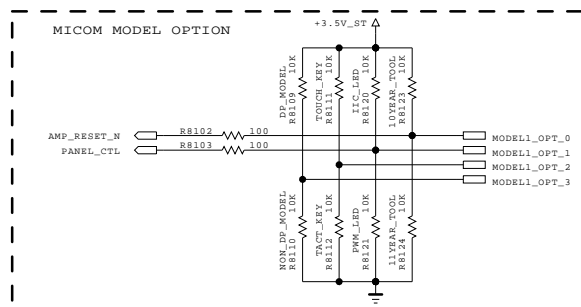 MICOM MODEL OPTION
+3.5V_ST
DP_MODEL
R8109 10K
TOUCH_KEY
R8111 10K
IIC_LED
R8120 10K
10YEAR_TOOL
R8123 10K
AMP_RESET_N
R8102 100
MODEL1_OPT_0
PANEL_CTL
R8103 100
MODEL1_OPT_1
MODEL1_OPT_2
MODEL1_OPT_3
NON_DP_MODEL
R8110 10K
TACT_KEY
R8112 10K
PWM_LED
R8121 10K
11YEAR_TOOL
R8124 10K